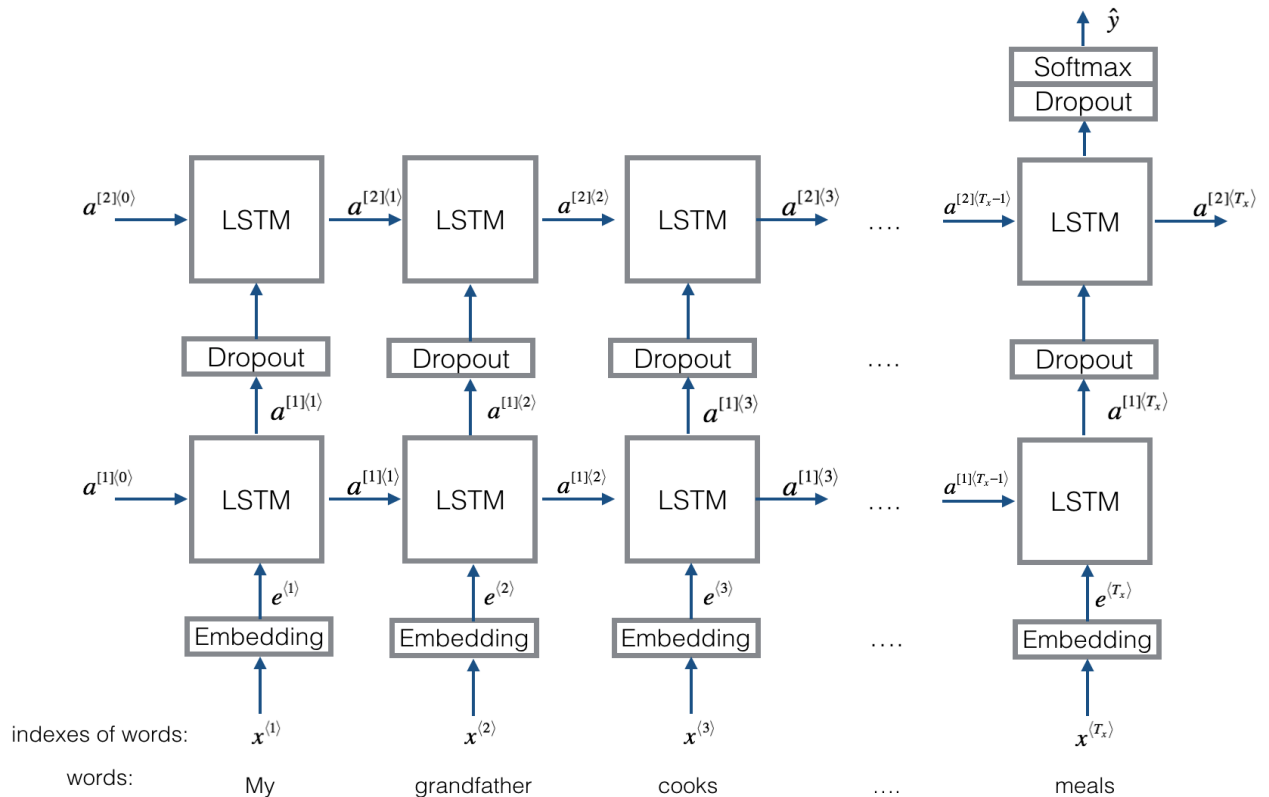 ŷ
Softmax
Dropout
a^[2]⟨0⟩ LSTM a^[2]⟨1⟩ LSTM a^[2]⟨2⟩ LSTM a^[2]⟨3⟩ .... a^[2]⟨Tₓ−1⟩ LSTM a^[2]⟨Tₓ⟩
Dropout Dropout Dropout .... Dropout
a^[1]⟨1⟩ a^[1]⟨2⟩ a^[1]⟨3⟩ a^[1]⟨Tₓ⟩
a^[1]⟨0⟩ LSTM a^[1]⟨1⟩ LSTM a^[1]⟨2⟩ LSTM a^[1]⟨3⟩ .... a^[1]⟨Tₓ−1⟩ LSTM
e^⟨1⟩ e^⟨2⟩ e^⟨3⟩ e^⟨Tₓ⟩
Embedding Embedding Embedding .... Embedding
indexes of words: x^⟨1⟩ x^⟨2⟩ x^⟨3⟩ x^⟨Tₓ⟩
words: My grandfather cooks .... meals